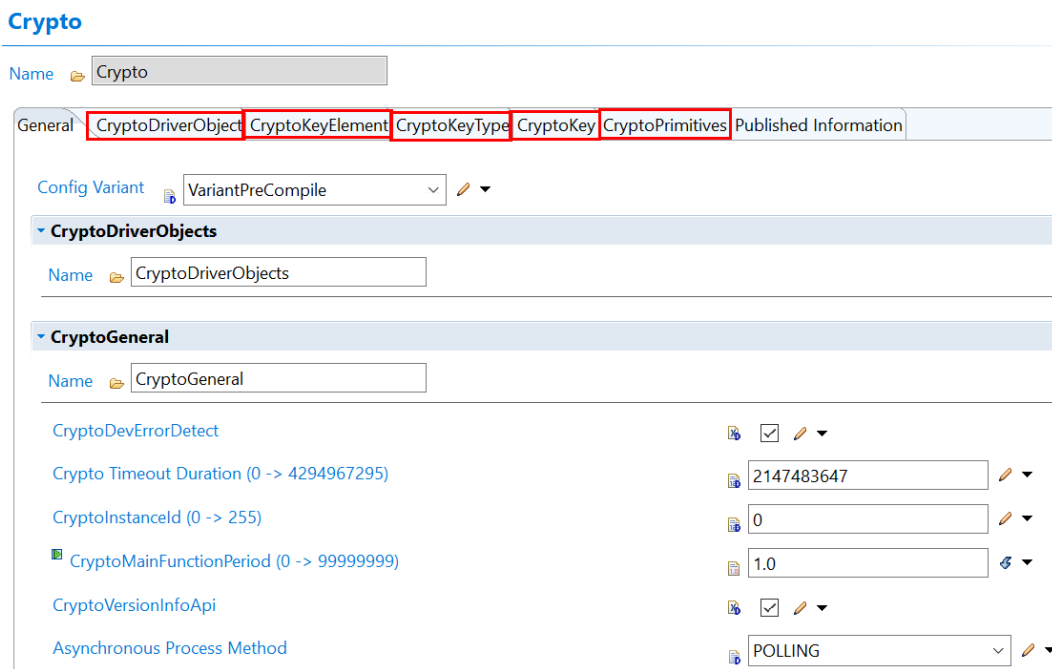 Crypto
Name Crypto
General CryptoDriverObject CryptoKeyElement CryptoKeyType CryptoKey CryptoPrimitives Published Information
Config Variant VariantPreCompile
CryptoDriverObjects
Name CryptoDriverObjects
CryptoGeneral
Name CryptoGeneral
CryptoDevErrorDetect
Crypto Timeout Duration (0 -> 4294967295) 2147483647
CryptoInstanceId (0 -> 255) 0
CryptoMainFunctionPeriod (0 -> 99999999) 1.0
CryptoVersionInfoApi
Asynchronous Process Method POLLING